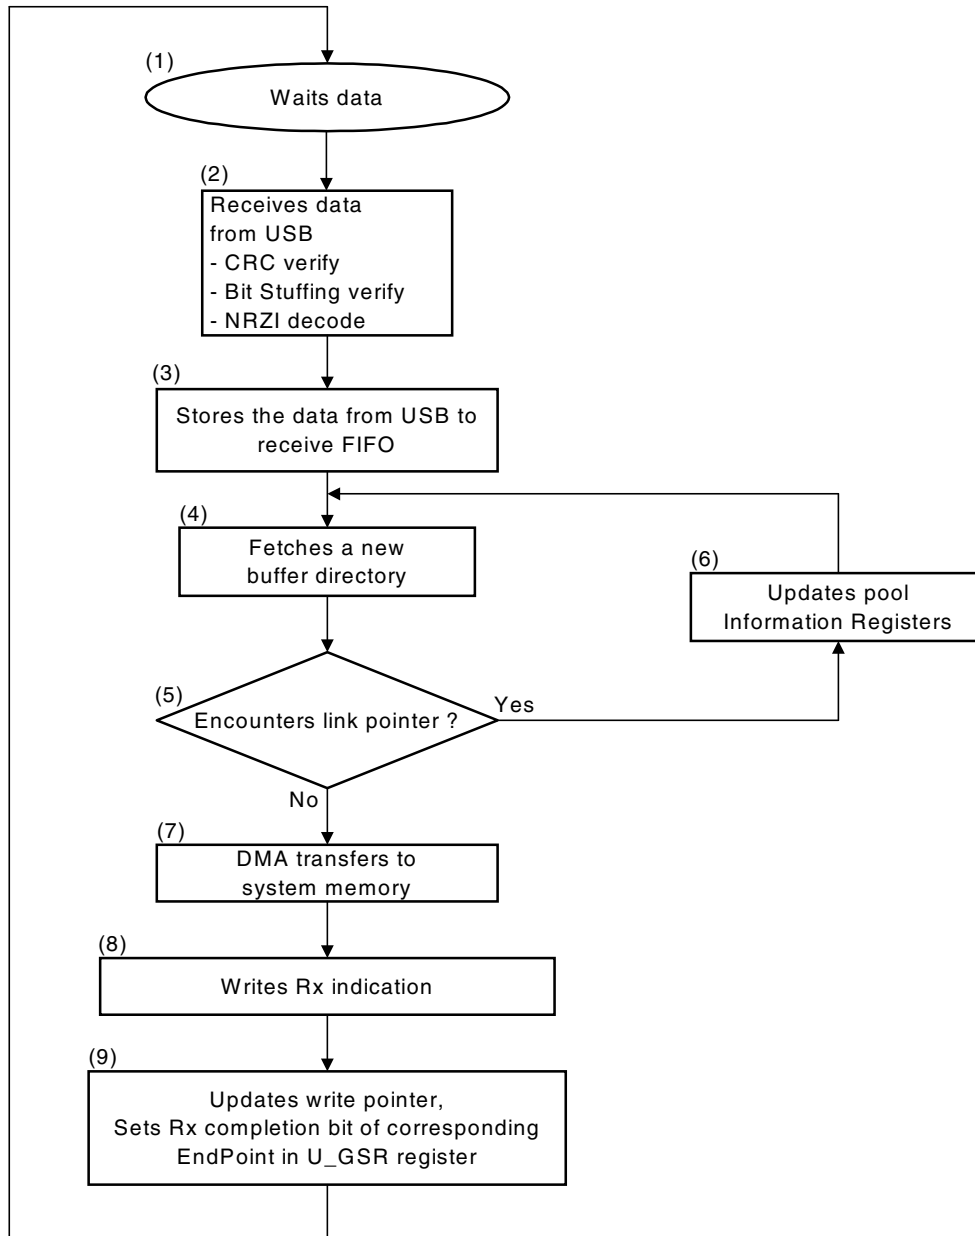 (1)
Waits data
(2)
Receives data
from USB
- CRC verify
- Bit Stuffing verify
- NRZI decode
(3)
Stores the data from USB to
receive FIFO
(4)
Fetches a new
buffer directory
(6)
Updates pool
Information Registers
(5)
Encounters link pointer ?
Yes
No
(7)
DMA transfers to
system memory
(8)
Writes Rx indication
(9)
Updates write pointer,
Sets Rx completion bit of corresponding
EndPoint in U_GSR register